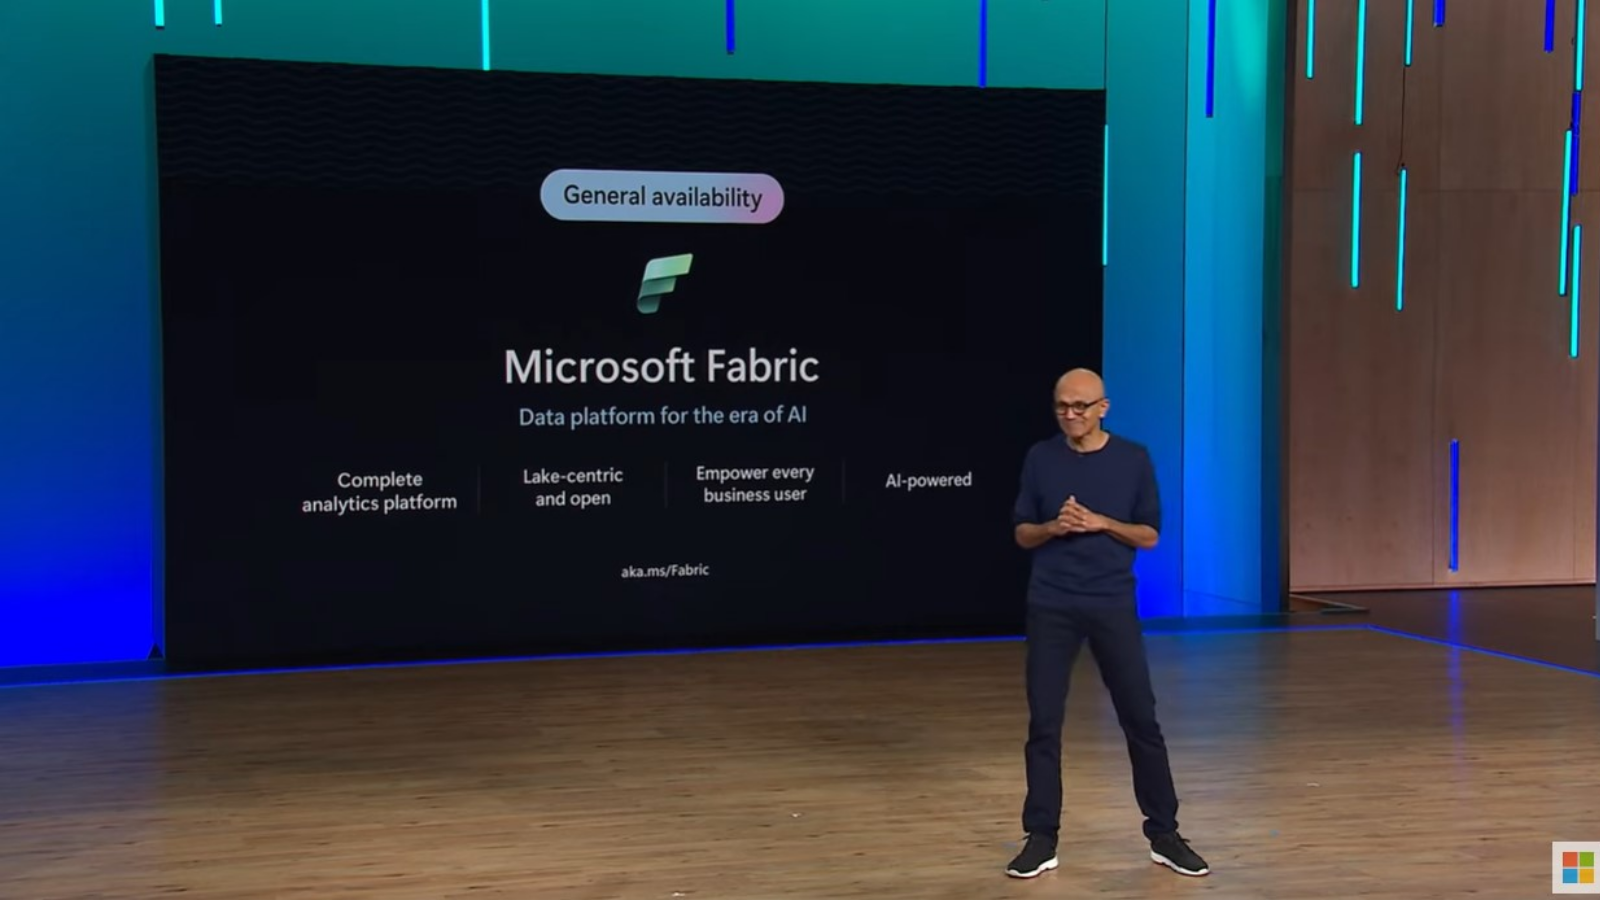 General availability
Microsoft Fabric
Data platform for the era of AI
Complete
analytics platform
Lake-centric
and open
Empower every
business user
AI-powered
aka.ms/Fabric